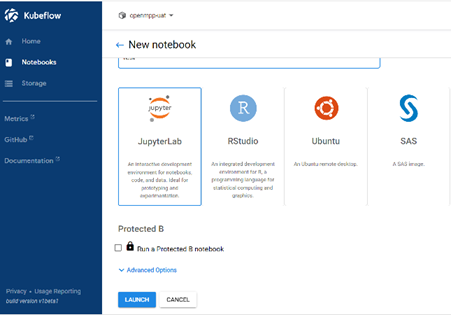 Kubeflow
Home
Notebooks
Storage
Metrics
GitHub
Documentation
Privacy • Usage Reporting
build version v1beta1
openmpp-uat
← New notebook
JupyterLab
An interactive development
environment for notebooks,
code, and data. Ideal for
prototyping and
experimentation.
RStudio
An integrated development
environment for R, a
programming language for
statistical computing and
graphics.
Ubuntu
An Ubuntu remote desktop.
SAS
A SAS image.
Protected B
Run a Protected B notebook
Advanced Options
LAUNCH
CANCEL